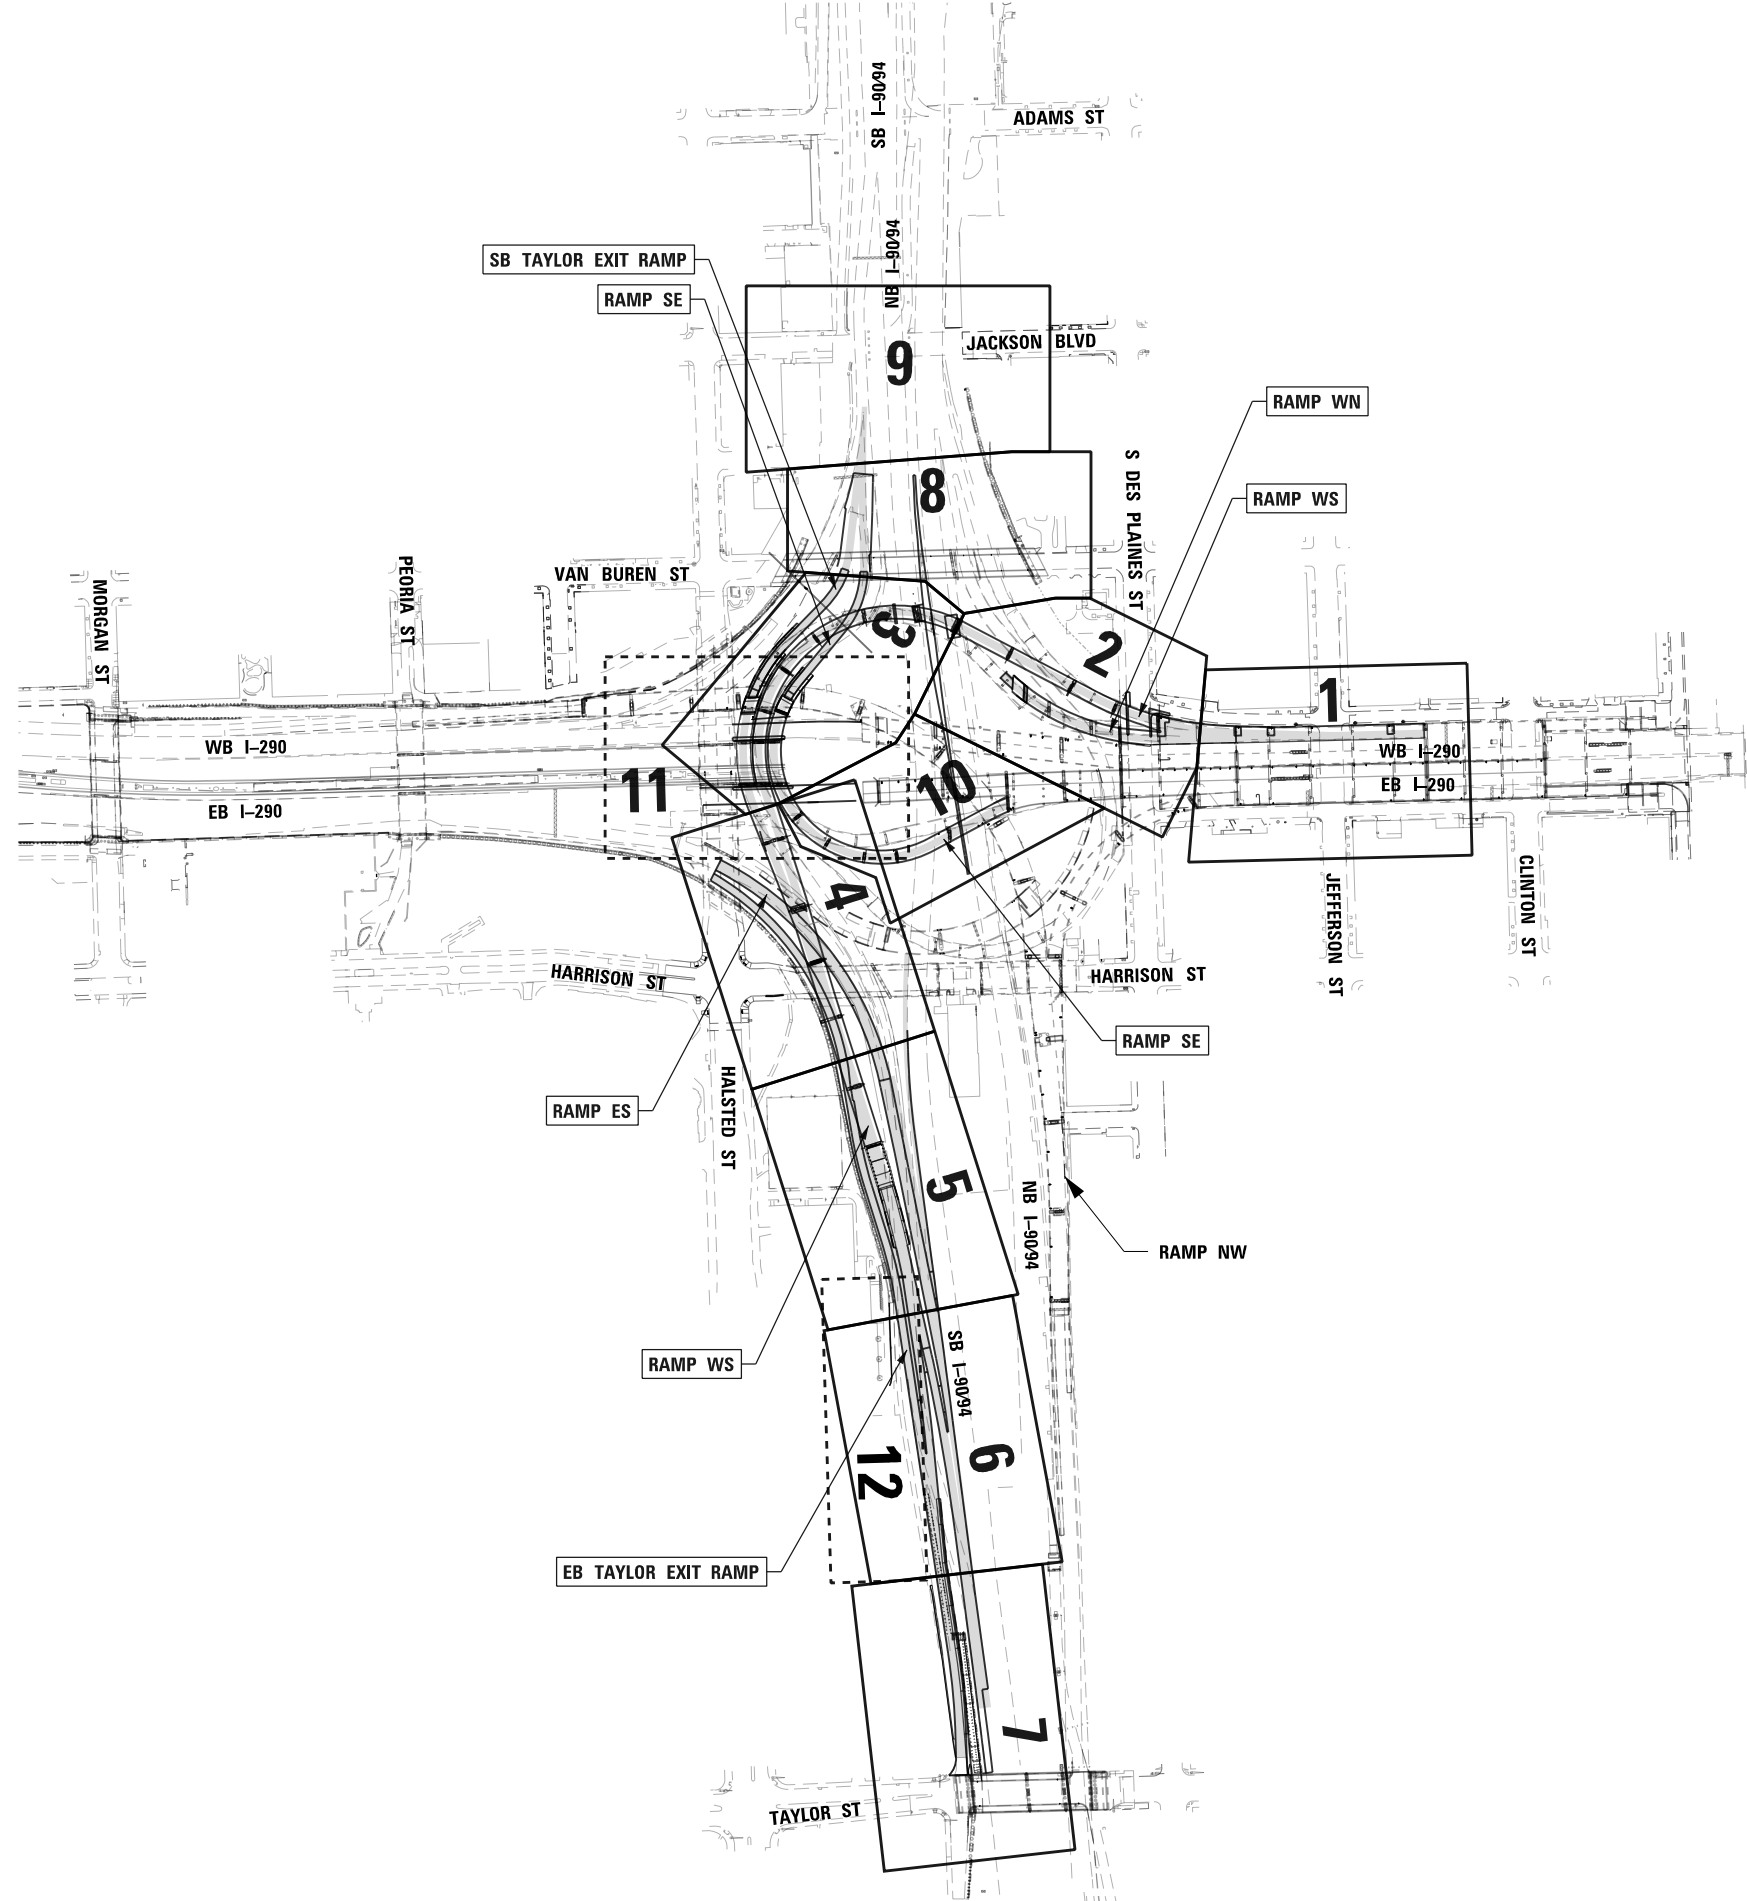 SB I-90/94
ADAMS ST
NB I-90/94
SB TAYLOR EXIT RAMP
RAMP SE
JACKSON BLVD
9
RAMP WN
8
S DES PLAINES ST
RAMP WS
MORGAN ST
PEORIA ST
VAN BUREN ST
3
2
1
WB I-290
WB I-290
11
10
EB I-290
EB I-290
4
CLINTON ST
JEFFERSON ST
HARRISON ST
HARRISON ST
RAMP SE
HALSTED ST
RAMP ES
5
NB I-90/94
RAMP NW
RAMP WS
SB I-90/94
12
6
EB TAYLOR EXIT RAMP
7
TAYLOR ST